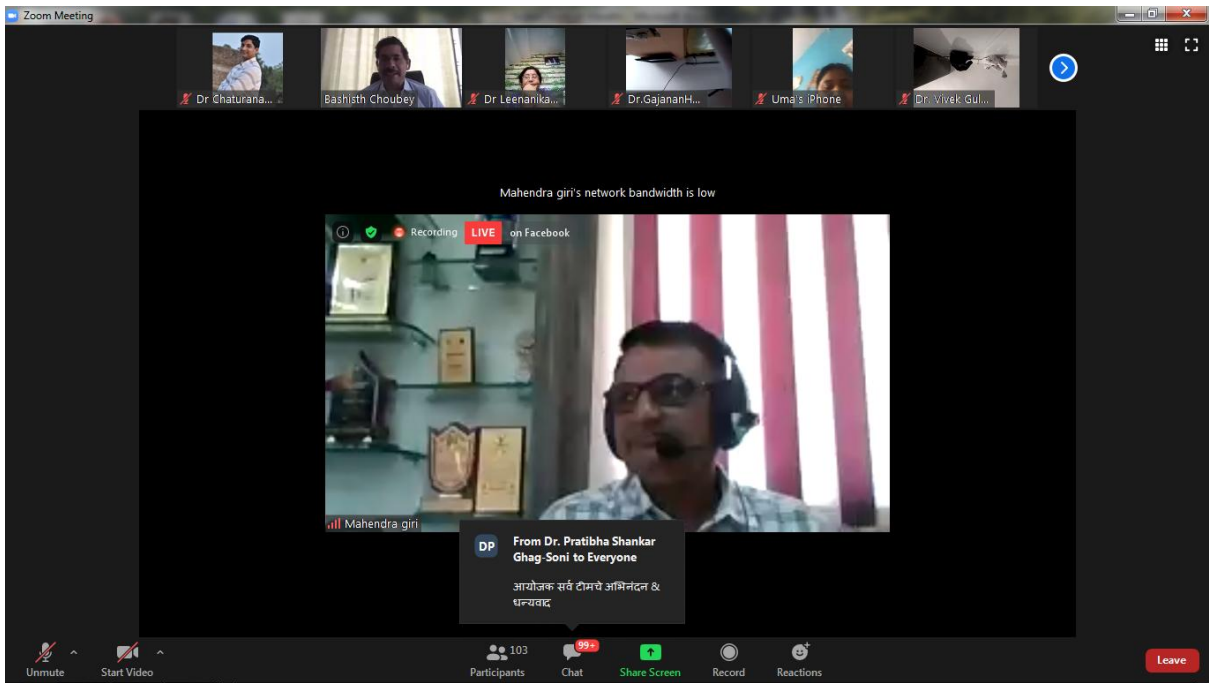 Zoom Meeting
Dr Chaturana...
Bashisth Choubey
Dr Leenanika...
Dr.GajananH...
Uma's iPhone
Dr. Vivek Gul...
Mahendra giri's network bandwidth is low
Recording LIVE on Facebook
Mahendra giri
DP
From Dr. Pratibha Shankar
Ghag-Soni to Everyone
आयोजक सर्व टीमचे अभिनंदन &
धन्यवाद
Unmute
Start Video
103
Participants
99+
Chat
Share Screen
Record
Reactions
Leave